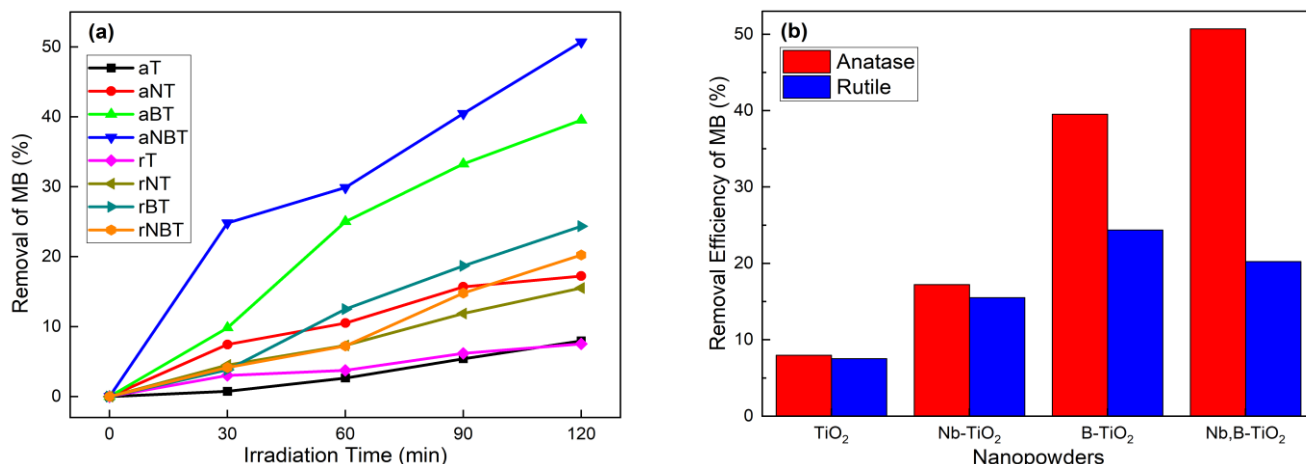 (a)
Removal of MB (%)
50
40
30
20
10
0
aT
aNT
aBT
aNBT
rT
rNT
rBT
rNBT
0 30 60 90 120
Irradiation Time (min)
(b)
Removal Efficiency of MB (%)
50
40
30
20
10
0
Anatase
Rutile
TiO₂ Nb-TiO₂ B-TiO₂ Nb,B-TiO₂
Nanopowders